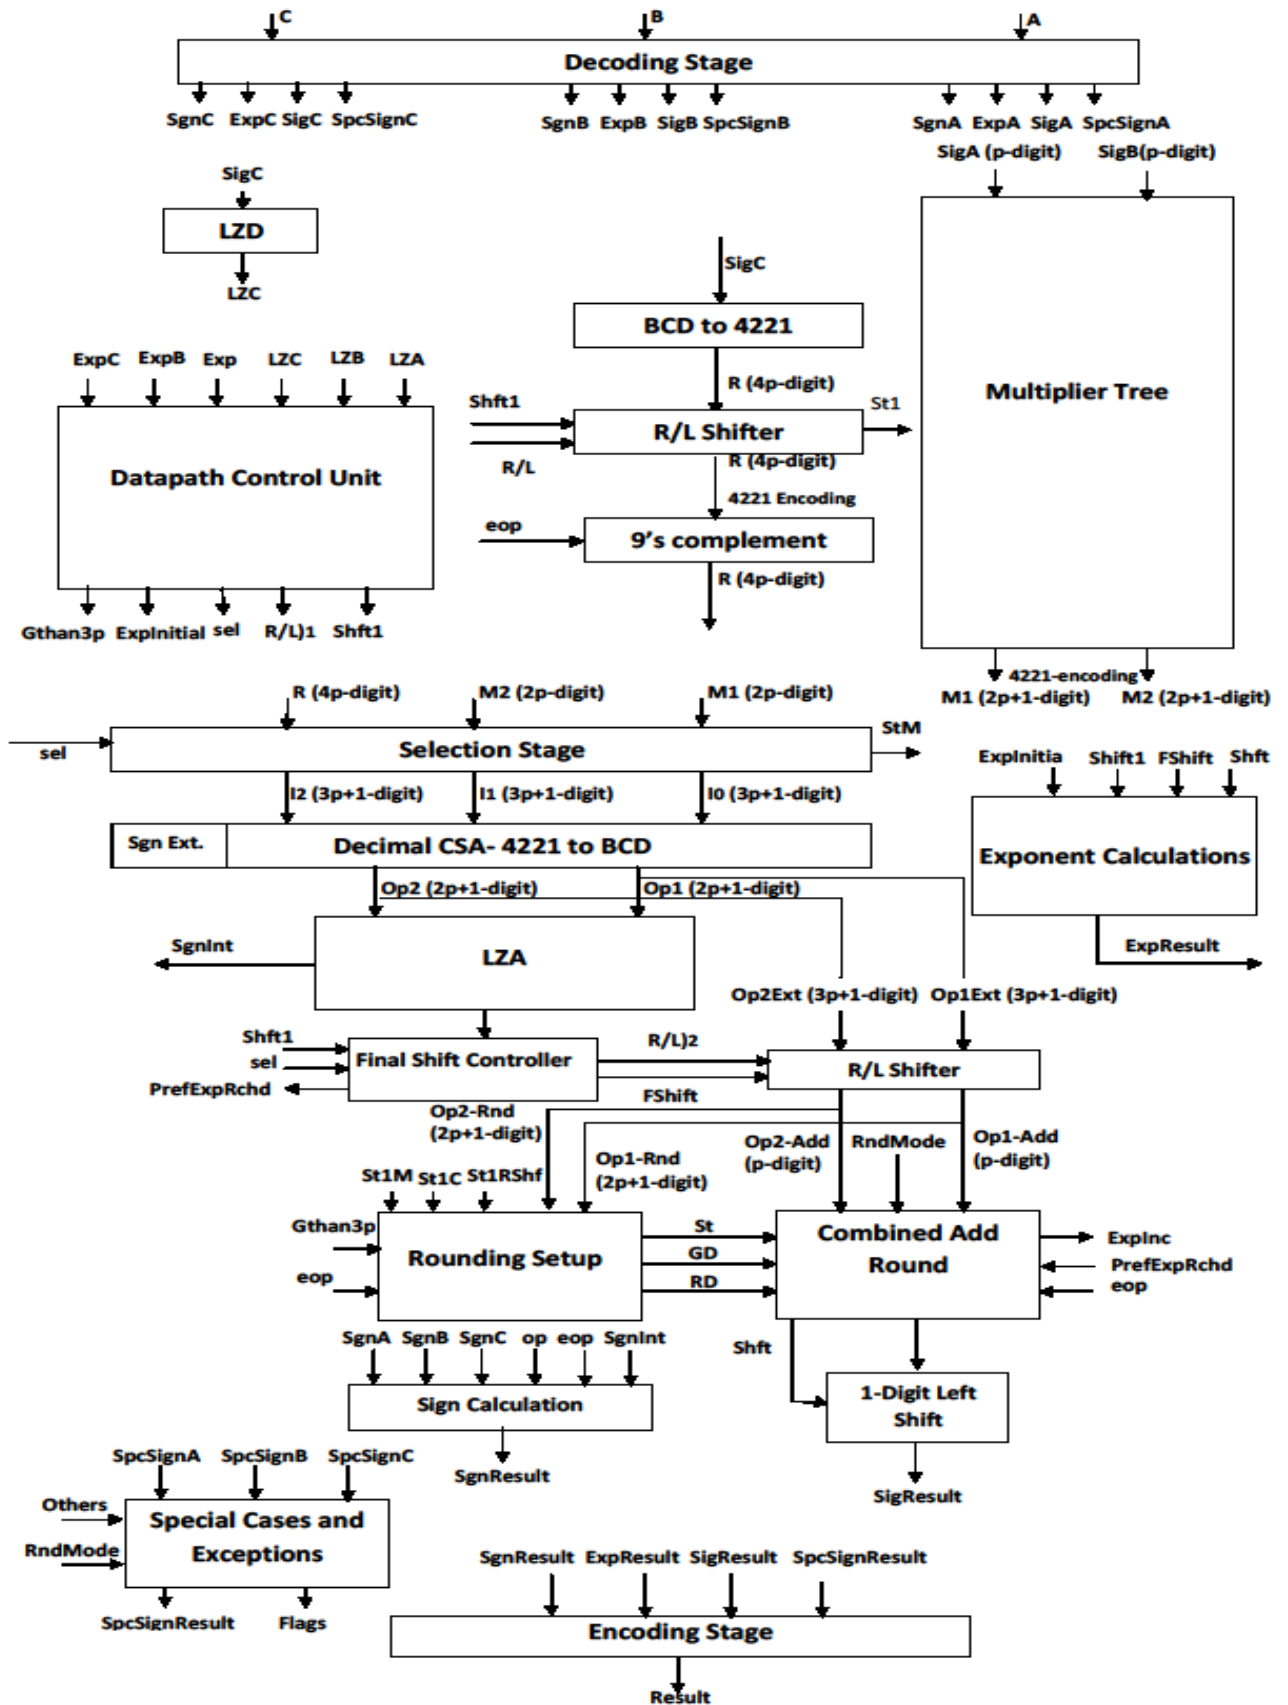 C B A
Decoding Stage
SgnC ExpC SigC SpcSignC
SgnB ExpB SigB SpcSignB
SgnA ExpA SigA SpcSignA
SigA (p-digit) SigB(p-digit)
SigC
LZD
LZC
SigC
BCD to 4221
R (4p-digit)
Shft1
R/L Shifter
St1
R/L
R (4p-digit)
4221 Encoding
eop
9's complement
R (4p-digit)
Multiplier Tree
ExpC ExpB Exp LZC LZB LZA
Datapath Control Unit
Gthan3p ExpInitial sel R/L)1 Shft1
4221-encoding
M1 (2p+1-digit) M2 (2p+1-digit)
R (4p-digit) M2 (2p-digit) M1 (2p-digit)
sel
Selection Stage
StM
I2 (3p+1-digit) I1 (3p+1-digit) I0 (3p+1-digit)
Sgn Ext.
Decimal CSA- 4221 to BCD
Op2 (2p+1-digit) Op1 (2p+1-digit)
ExpInitia Shift1 FShift Shft
Exponent Calculations
ExpResult
SgnInt
LZA
Op2Ext (3p+1-digit) Op1Ext (3p+1-digit)
Shft1
sel
PrefExpRchd
Final Shift Controller
R/L)2
FShift
R/L Shifter
Op2-Rnd
(2p+1-digit)
Op1-Rnd
(2p+1-digit)
Op2-Add
(p-digit)
RndMode
Op1-Add
(p-digit)
St1M St1C St1RShf
Gthan3p
eop
Rounding Setup
St
GD
RD
Combined Add
Round
ExpInc
PrefExpRchd
eop
SgnA SgnB SgnC op eop SgnInt
Sign Calculation
SgnResult
Shft
1-Digit Left
Shift
SigResult
SpcSignA SpcSignB SpcSignC
Others
RndMode
Special Cases and
Exceptions
SpcSignResult Flags
SgnResult ExpResult SigResult SpcSignResult
Encoding Stage
Result